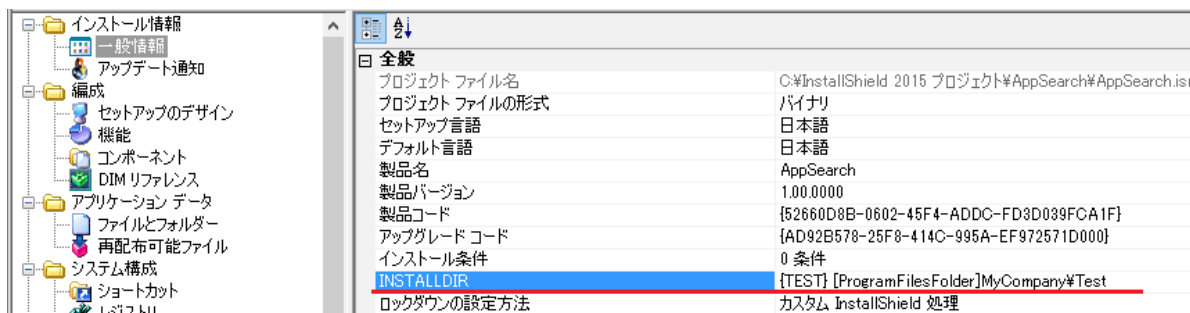 インストール情報
一般情報
アップデート通知
編成
セットアップのデザイン
機能
コンポーネント
DIM リファレンス
アプリケーション データ
ファイルとフォルダー
再配布可能ファイル
システム構成
ショートカット
レジストリ
全般
プロジェクト ファイル名 C:¥InstallShield 2015 プロジェクト¥AppSearch¥AppSearch.ism
プロジェクト ファイルの形式 バイナリ
セットアップ言語 日本語
デフォルト言語 日本語
製品名 AppSearch
製品バージョン 1.00.0000
製品コード {52660D8B-0602-45F4-ADDC-FD3D039FCA1F}
アップグレード コード {AD92B578-25F8-414C-995A-EF972571D000}
インストール条件 0 条件
INSTALLDIR {TEST} [ProgramFilesFolder]MyCompany¥Test
ロックダウンの設定方法 カスタム InstallShield 処理